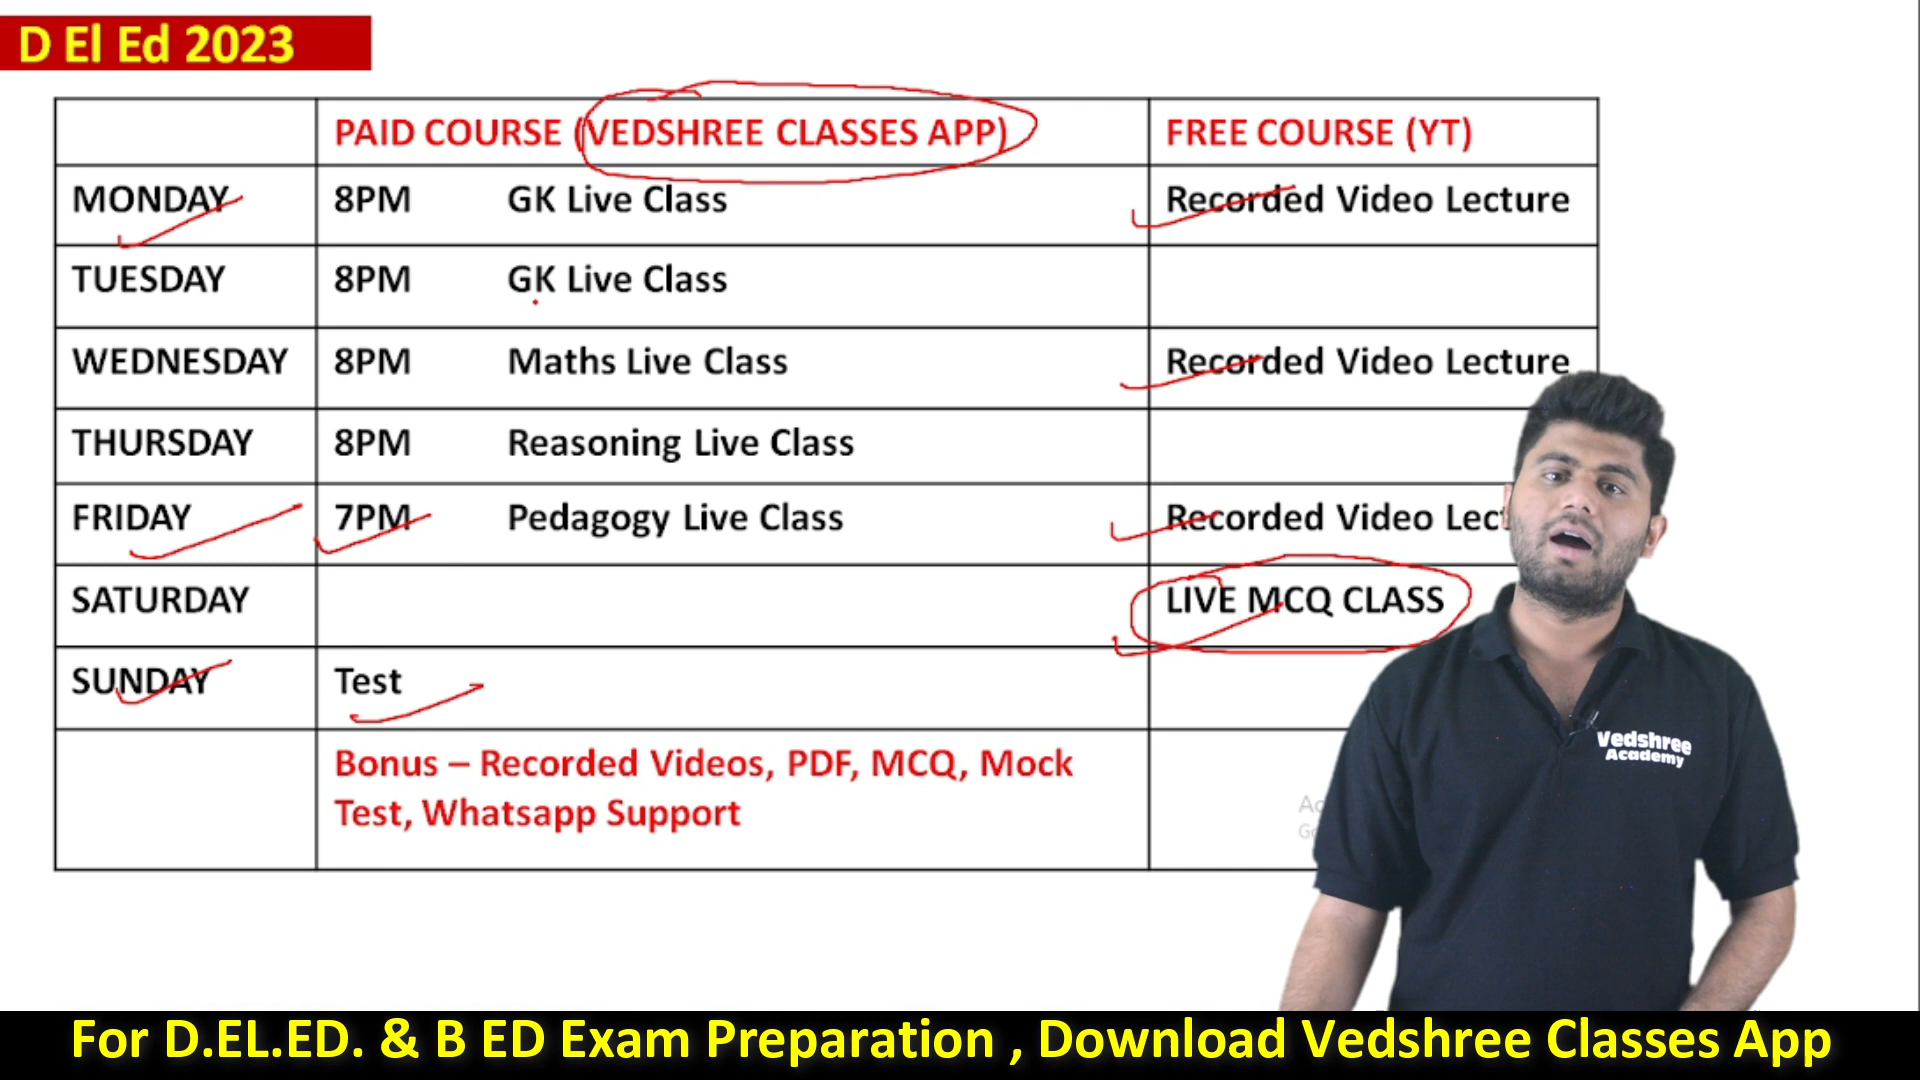 D El Ed 2023
PAID COURSE (VEDSHREE CLASSES APP) FREE COURSE (YT)
MONDAY 8PM GK Live Class Recorded Video Lecture
TUESDAY 8PM GK Live Class
WEDNESDAY 8PM Maths Live Class Recorded Video Lecture
THURSDAY 8PM Reasoning Live Class
FRIDAY 7PM Pedagogy Live Class Recorded Video
SATURDAY LIVE MCQ CLASS
SUNDAY Test
Bonus – Recorded Videos, PDF, MCQ, Mock
Test, Whatsapp Support
Vedshree
Academy
For D.EL.ED. & B ED Exam Preparation , Download Vedshree Classes App